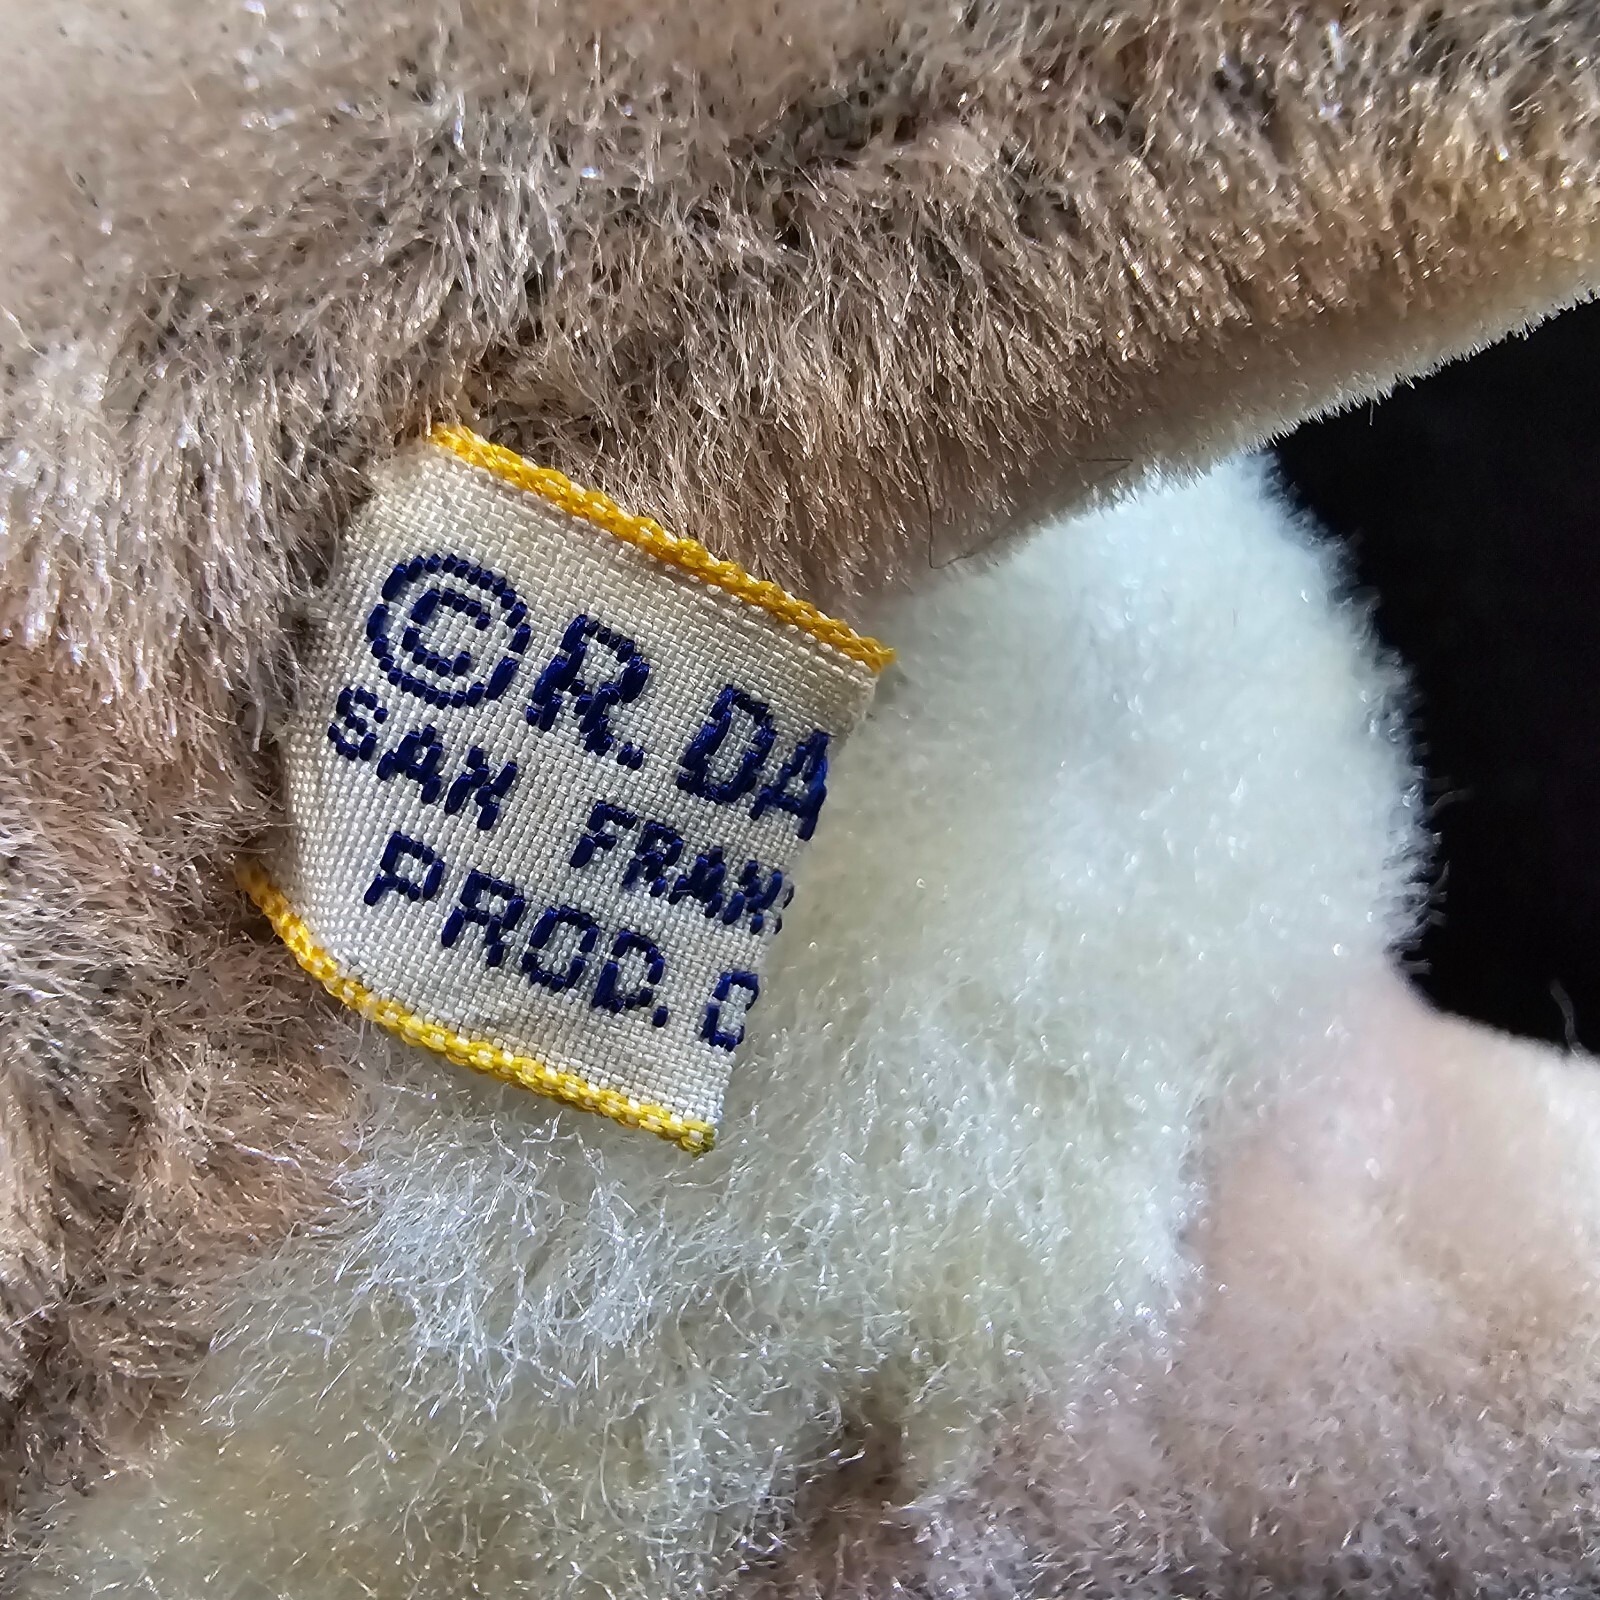 © R. DA
SAN FRAN
PROD. C